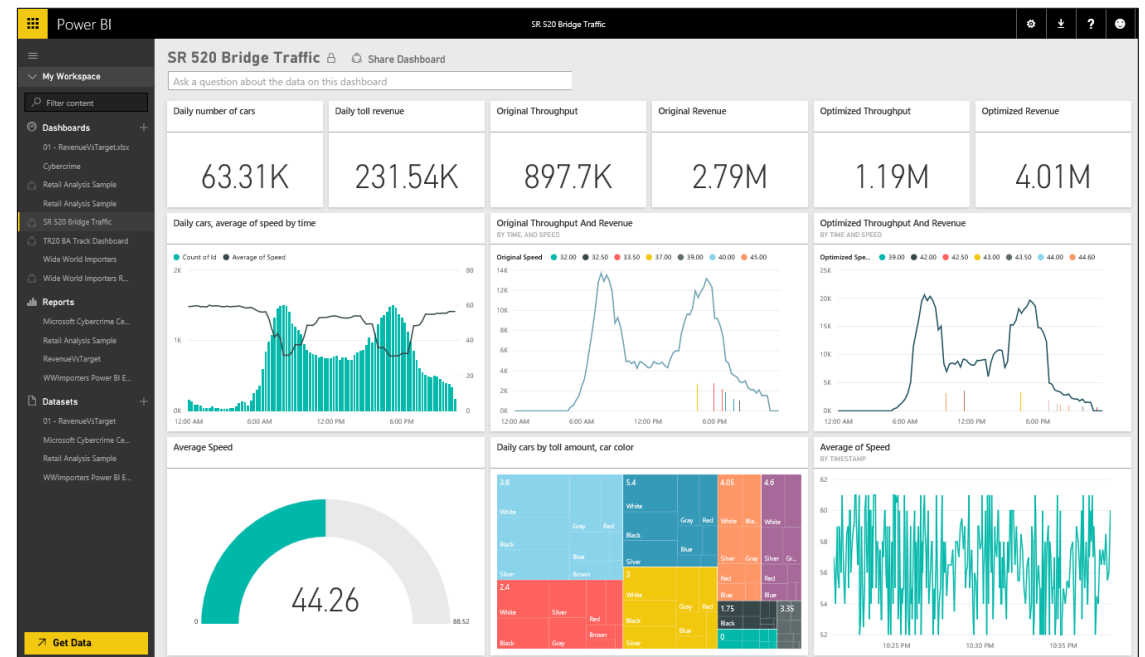 Power BI
SR 520 Bridge Traffic
?
My Workspace
Filter content
Dashboards +
01 - RevenueVsTarget.xlsx
Cybercrime
Retail Analysis Sample
Retail Analysis Sample
SR 520 Bridge Traffic
TR20 BA Track Dashboard
Wide World Importers
Wide World Importers R...
Reports
Microsoft Cybercrime Ce...
Retail Analysis Sample
RevenueVsTarget
WWImporters Power BI E...
Datasets +
01 - RevenueVsTarget
Microsoft Cybercrime Ce...
Retail Analysis Sample
WWImporters Power BI E...
Get Data
SR 520 Bridge Traffic Share Dashboard
Ask a question about the data on this dashboard
Daily number of cars
63.31K
Daily toll revenue
231.54K
Original Throughput
897.7K
Original Revenue
2.79M
Optimized Throughput
1.19M
Optimized Revenue
4.01M
Daily cars, average of speed by time
Count of Id Average of Speed
2K 80
60
1K 40
20
0K 0
12:00 AM 6:00 AM 12:00 PM 6:00 PM
Original Throughput And Revenue
BY TIME, AND SPEED
Original Speed 32.00 32.50 33.50 37.00 39.00 40.00 45.00
14K
12K
10K
8K
6K
4K
2K
0K
12:00 AM 6:00 AM 12:00 PM 6:00 PM
Optimized Throughput And Revenue
BY TIME AND SPEED
Optimized Spe... 39.00 42.00 42.50 43.00 43.50 44.00 44.60
25K
20K
15K
10K
5K
0K
12:00 AM 6:00 AM 12:00 PM 6:00 PM
Average Speed
44.26
0 88.52
Daily cars by toll amount, car color
3.8
White
Gray Red
Black
Blue
Silver Brown
2.4
White Silver
Red
Brown
Black Gray
5.4
White
Gray Red
Black
Blue
Silver
3
White
Gray Red
Black
Blue
Silver
4.05
White Bla...
Silver Gray
Red
Blue
4.6
White
Silver Gr...
Red
Blue
1.75
Black
3.35
0
Average of Speed
BY TIMESTAMP
62
60
58
56
54
52
10:25 PM 10:30 PM 10:35 PM